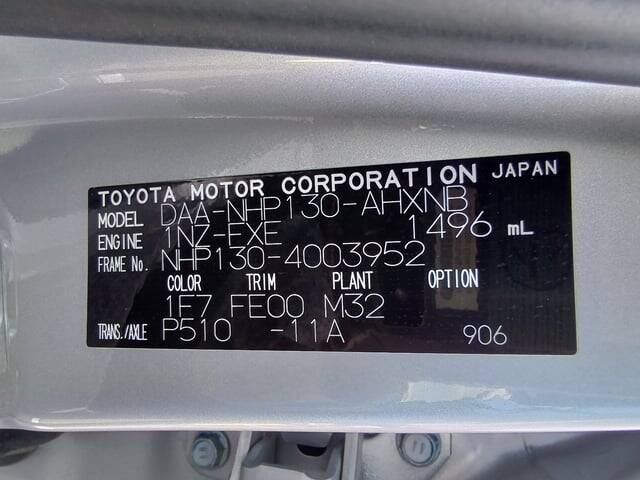 TOYOTA MOTOR CORPORATION JAPAN
MODEL DAA-NHP130-AHXNB
ENGINE 1NZ-FXE 1496 mL
FRAME No. NHP130-4003952
COLOR TRIM PLANT OPTION
1F7 FE00 M32
TRANS./AXLE P510 -11A 906